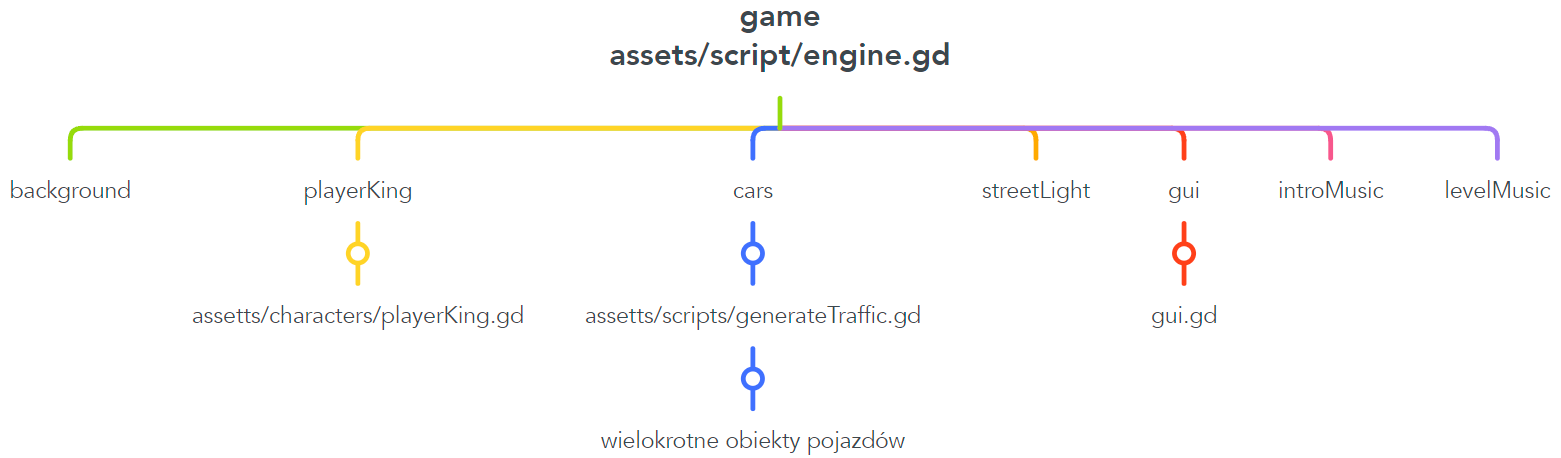 game
assets/script/engine.gd
background
playerKing
cars
streetLight
gui
introMusic
levelMusic
assetts/characters/playerKing.gd
assetts/scripts/generateTraffic.gd
gui.gd
wielokrotne obiekty pojazdów